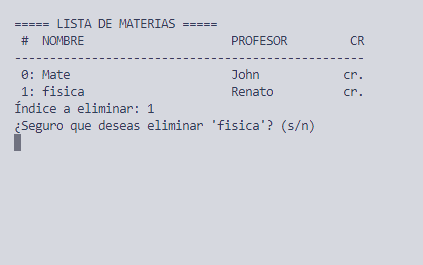 ===== LISTA DE MATERIAS =====
 #  NOMBRE                     PROFESOR         CR
--------------------------------------------------
 0: Mate                       John            cr.
 1: fisica                     Renato          cr.
Índice a eliminar: 1
¿Seguro que deseas eliminar 'fisica'? (s/n)